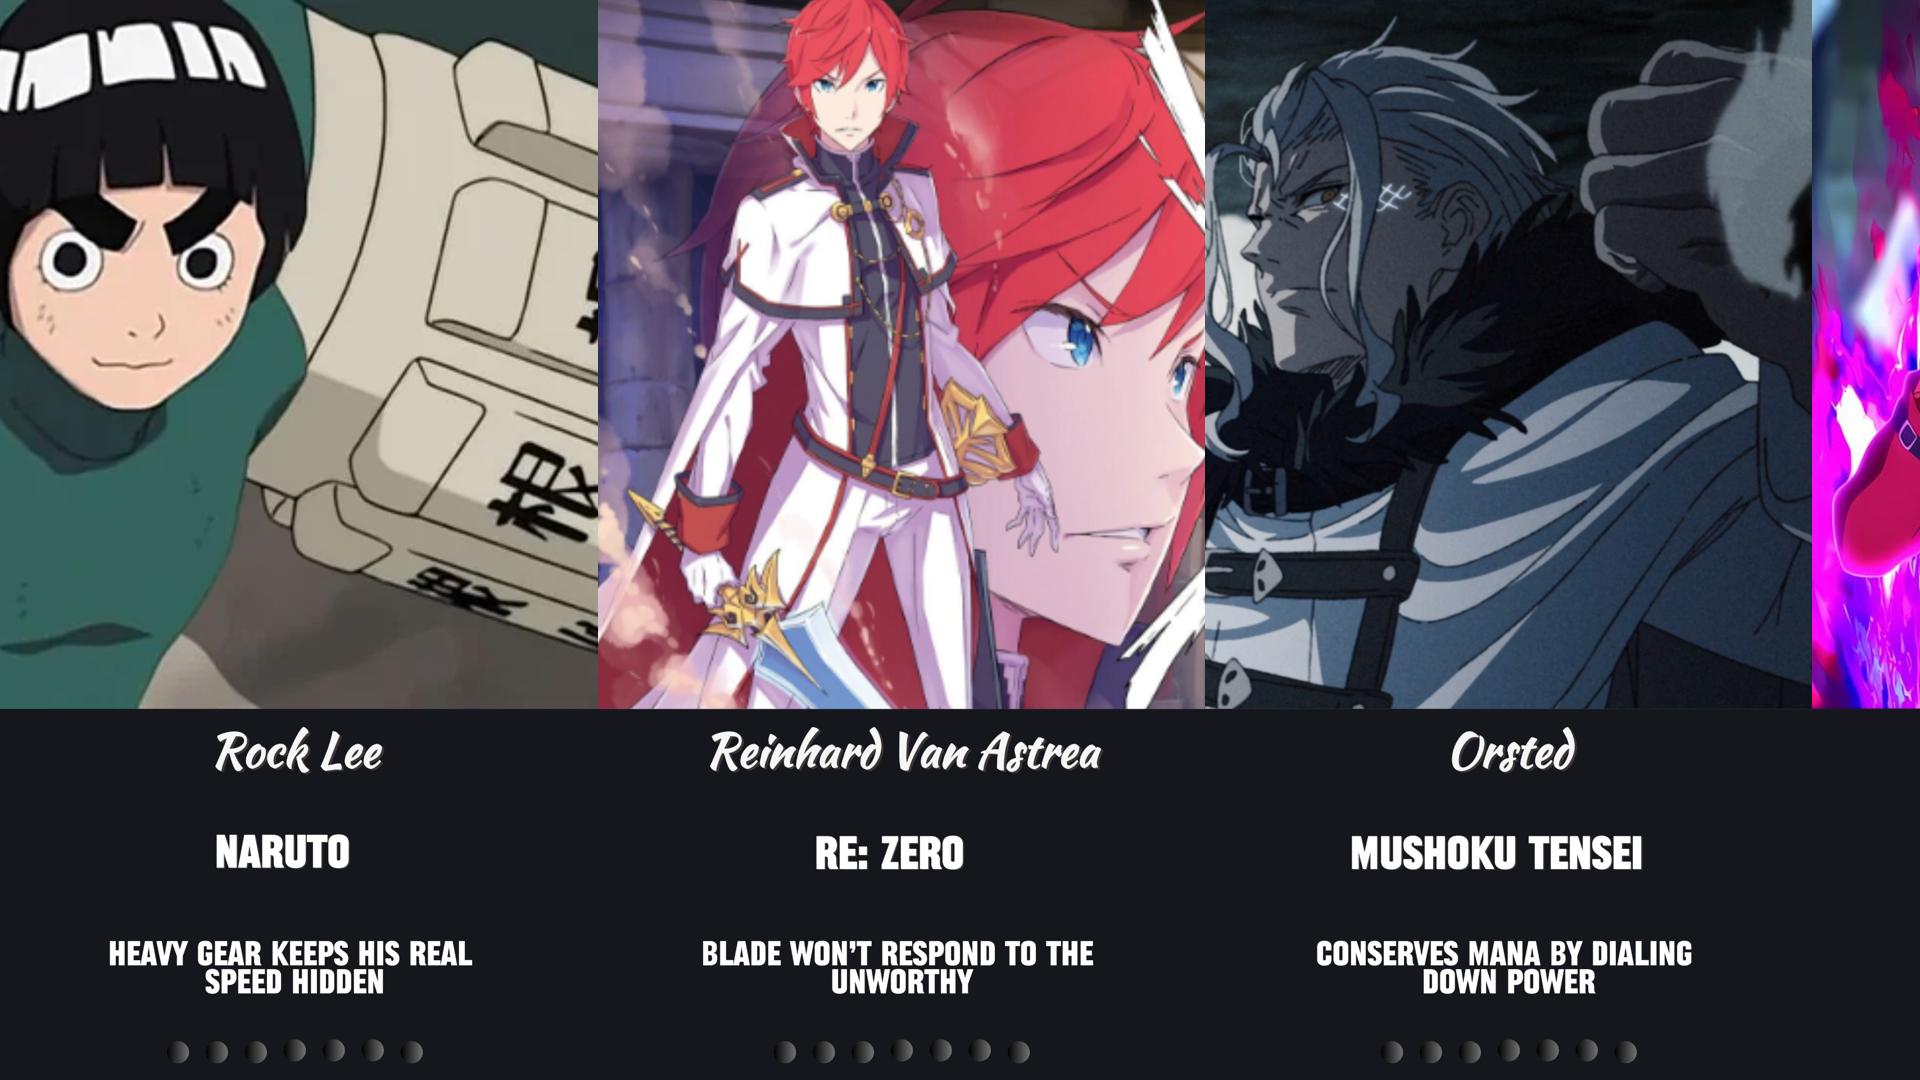 根
Rock Lee
NARUTO
HEAVY GEAR KEEPS HIS REAL
SPEED HIDDEN
Reinhard Van Astrea
RE: ZERO
BLADE WON’T RESPOND TO THE
UNWORTHY
Orsted
MUSHOKU TENSEI
CONSERVES MANA BY DIALING
DOWN POWER